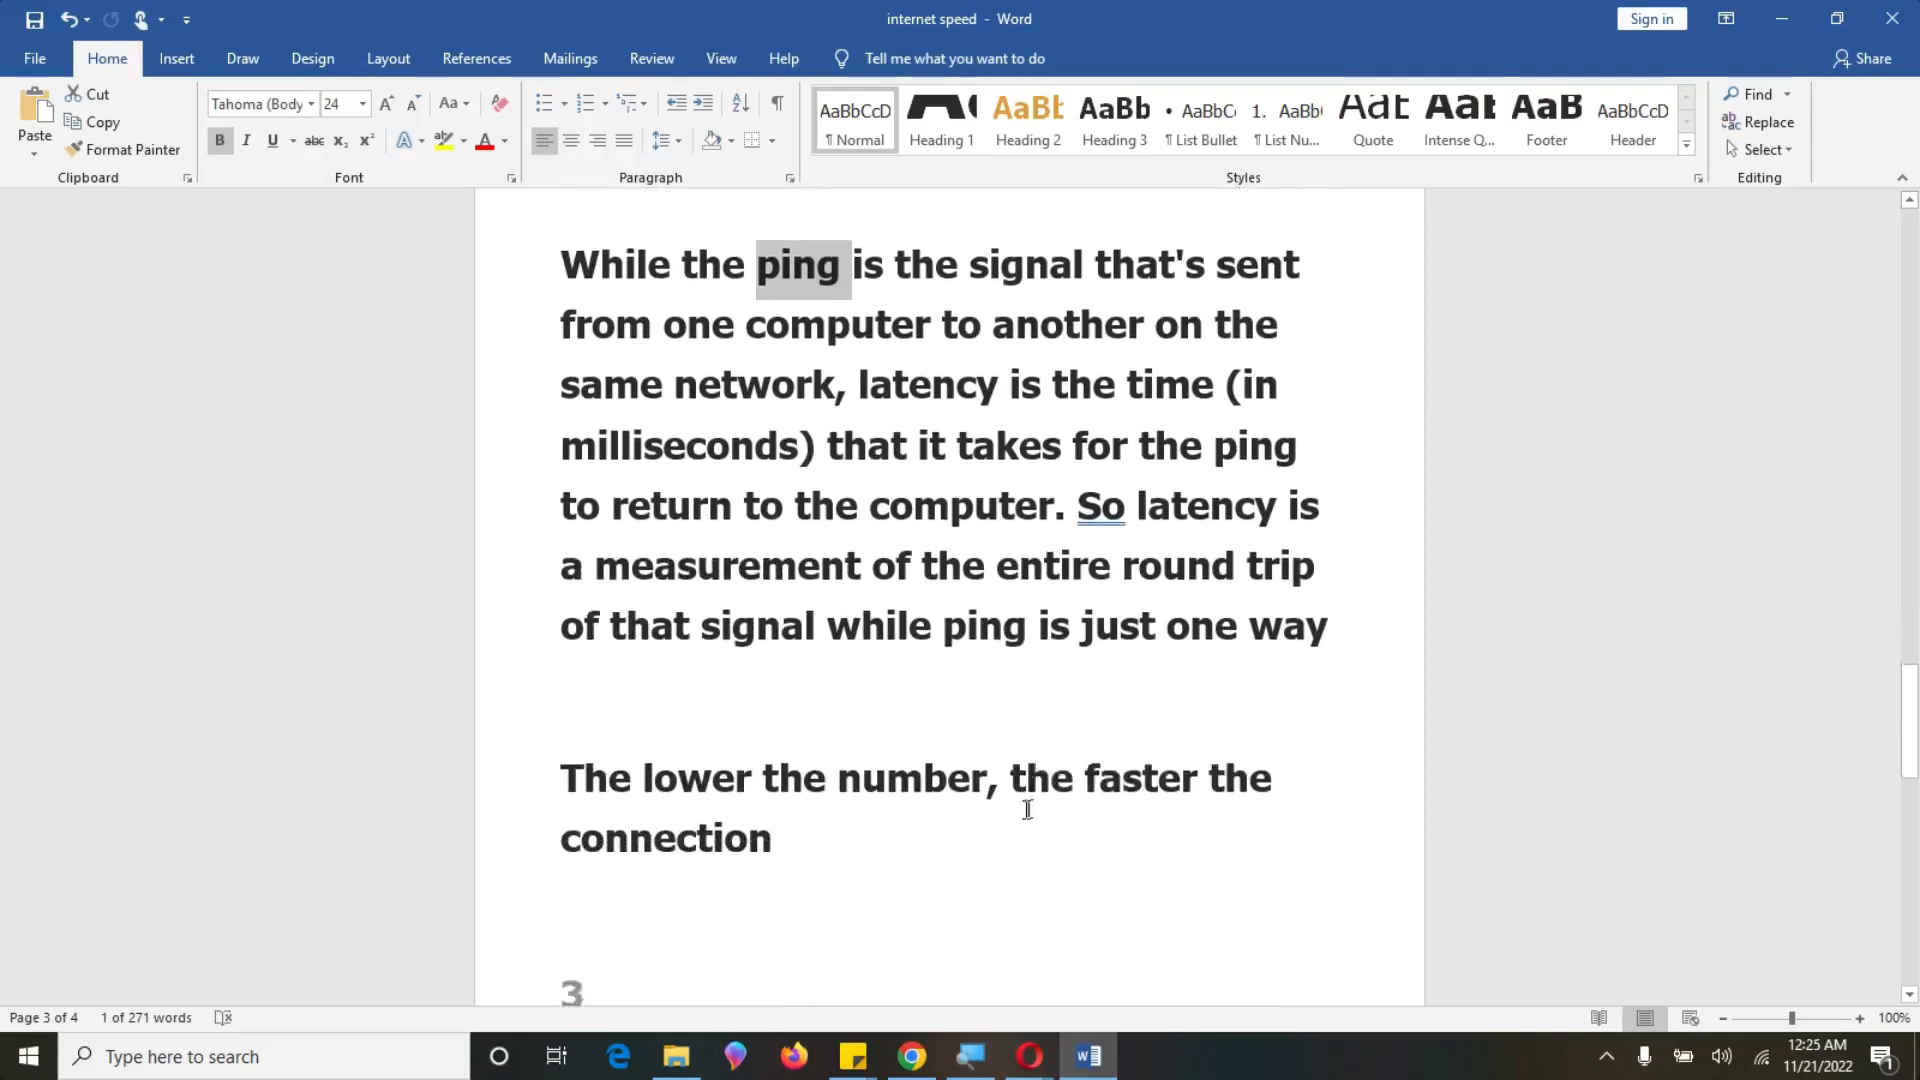 internet speed - Word
Sign in
File Home Insert Draw Design Layout References Mailings Review View Help Tell me what you want to do Share
Paste
Cut
Copy
Format Painter
Clipboard
Tahoma (Body 24
Font
Paragraph
AaBbCcD ¶ Normal
Heading 1
AaBb Heading 2
AaBb Heading 3
• AaBbC ¶ List Bullet
1. AaBb ¶ List Nu...
Quote
Intense Q...
AaB Footer
AaBbCcD Header
Styles
Find
Replace
Select
Editing
While the ping is the signal that's sent
from one computer to another on the
same network, latency is the time (in
milliseconds) that it takes for the ping
to return to the computer. So latency is
a measurement of the entire round trip
of that signal while ping is just one way
The lower the number, the faster the
connection
3
Page 3 of 4 1 of 271 words 100%
Type here to search
12:25 AM
11/21/2022
1